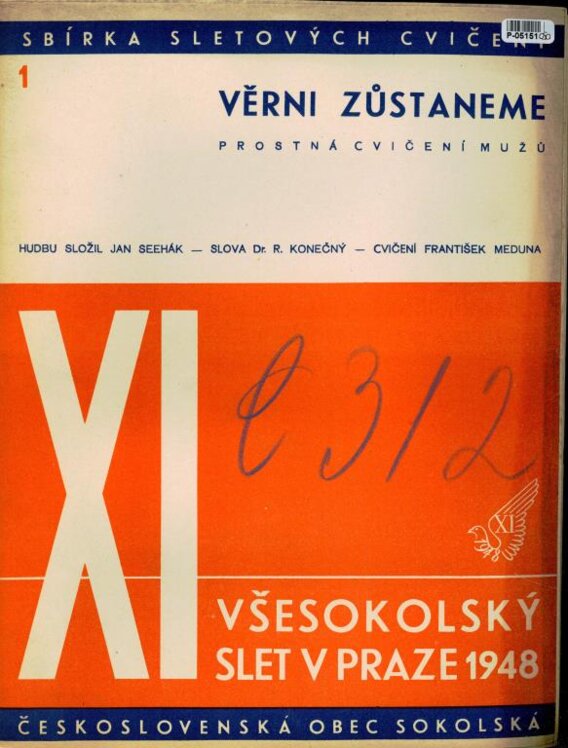 SBÍRKA SLETOVÝCH CVIČENÍ
P-05151
1
VĚRNI ZŮSTANEME
PROSTNÁ CVIČENÍ MUŽŮ
HUDBU SLOŽIL JAN SEEHÁK — SLOVA Dr. R. KONEČNÝ — CVIČENÍ FRANTIŠEK MEDUNA
XI
312
XI
VŠESOKOLSKÝ
SLET V PRAZE 1948
ČESKOSLOVENSKÁ OBEC SOKOLSKÁ